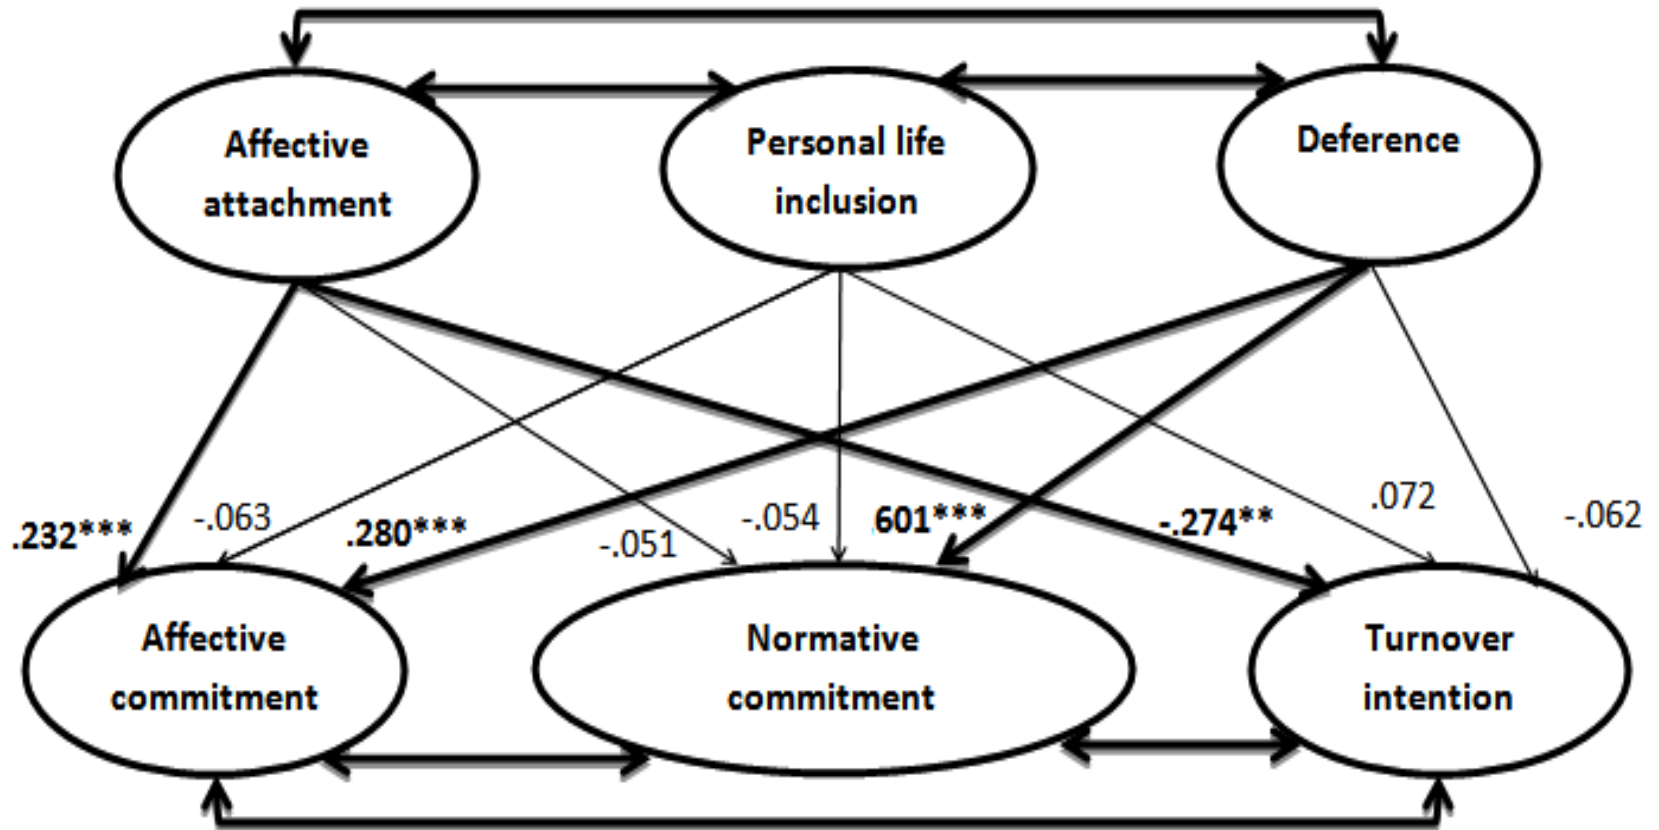 Affective
attachment
Personal life
inclusion
Deference
.232***
-.063
.280***
-.051
-.054
601***
-.274**
.072
-.062
Affective
commitment
Normative
commitment
Turnover
intention